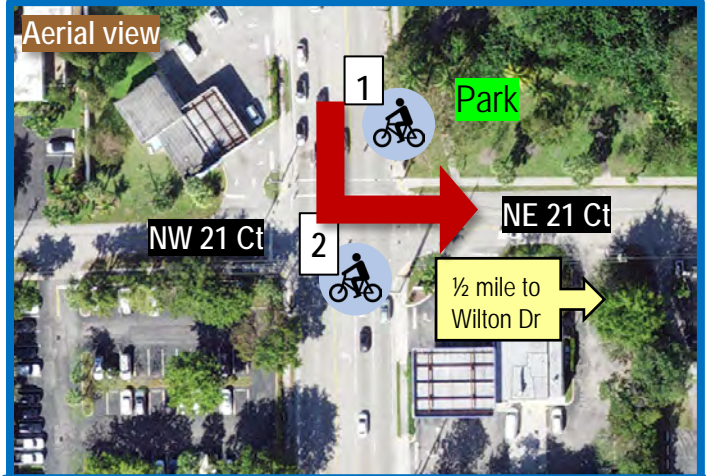 Aerial view
1
Park
NW 21 Ct
NE 21 Ct
2
½ mile to
Wilton Dr